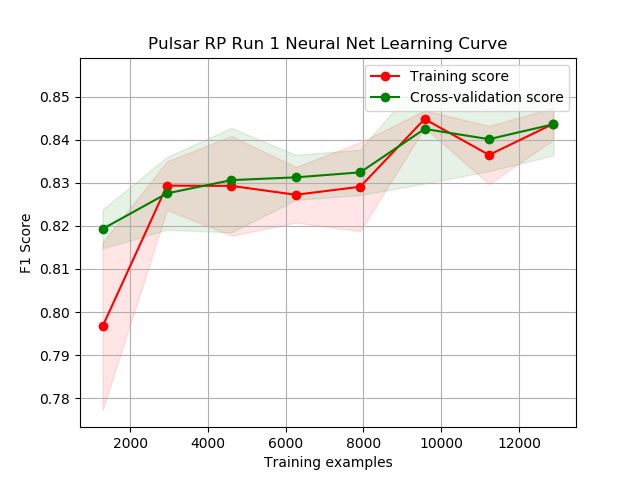 Pulsar RP Run 1 Neural Net Learning Curve
Training score
Cross-validation score
0.85
0.84
0.83
0.82
0.81
0.80
0.79
0.78
F1 Score
2000 4000 6000 8000 10000 12000
Training examples